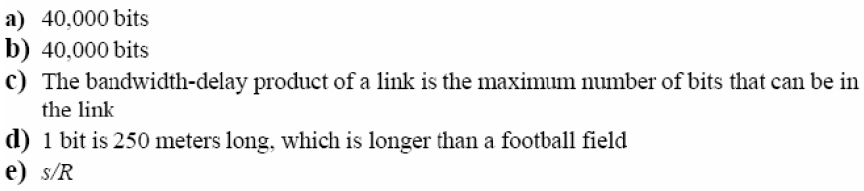 a) 40,000 bits
b) 40,000 bits
c) The bandwidth-delay product of a link is the maximum number of bits that can be in
the link
d) 1 bit is 250 meters long, which is longer than a football field
e) s/R